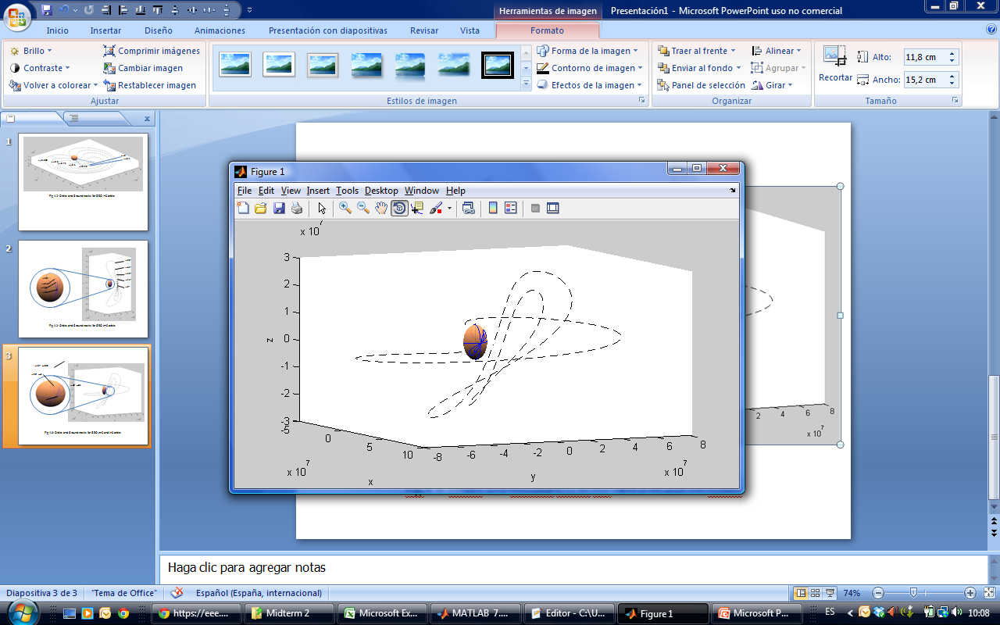 Herramientas de imagen
Presentación1 - Microsoft PowerPoint uso no comercial
Inicio Insertar Diseño Animaciones Presentación con diapositivas Revisar Vista Formato
Brillo
Contraste
Volver a colorear
Comprimir imágenes
Cambiar imagen
Restablecer imagen
Ajustar
Estilos de imagen
Forma de la imagen
Contorno de imagen
Efectos de la imagen
Traer al frente
Enviar al fondo
Panel de selección
Alinear
Agrupar
Girar
Organizar
Recortar
Alto: 11,8 cm
Ancho: 15,2 cm
Tamaño
1
2
3
Figure 1
File Edit View Insert Tools Desktop Window Help
x 10^7
3
2
1
0
-1
-2
-3
z
-5
0
5
10
x 10^7
x
-8 -6 -4 -2 0 2 4 6 8
x 10^7
y
2 4 6 8
x 10^7
Haga clic para agregar notas
Diapositiva 3 de 3
"Tema de Office"
Español (España, internacional)
74%
https://eee....
Midterm 2
Microsoft Ex...
MATLAB 7....
Editor - C:\U...
Figure 1
Microsoft P...
ES
10:08